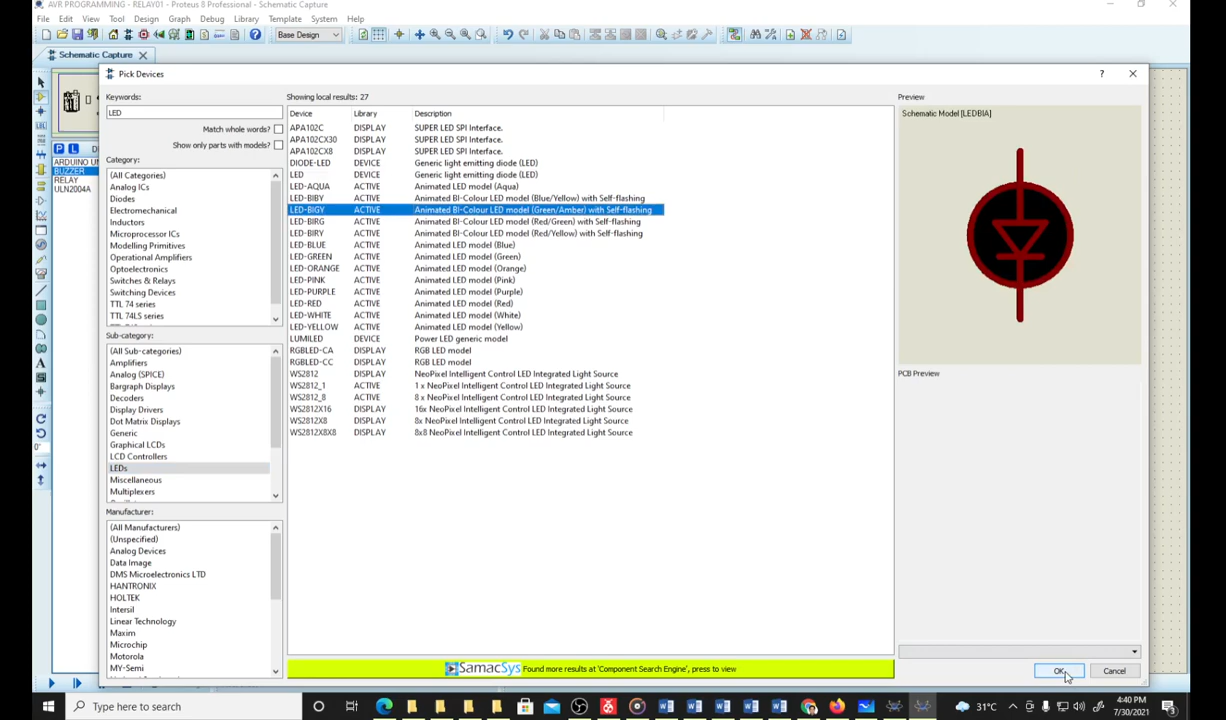 AVR PROGRAMMING - RELAY01 - Proteus 8 Professional - Schematic Capture
File Edit View Tool Design Graph Debug Library Template System Help
Base Design
Schematic Capture
Pick Devices
Keywords:
LED
Match whole words?
Show only parts with models?
Category:
(All Categories)
Analog ICs
Diodes
Electromechanical
Inductors
Microprocessor ICs
Modelling Primitives
Operational Amplifiers
Optoelectronics
Switches & Relays
Switching Devices
TTL 74 series
TTL 74LS series
Sub-category:
(All Sub-categories)
Amplifiers
Analog (SPICE)
Bargraph Displays
Decoders
Display Drivers
Dot Matrix Displays
Generic
Graphical LCDs
LCD Controllers
LEDs
Miscellaneous
Multiplexers
Manufacturer:
(All Manufacturers)
(Unspecified)
Analog Devices
Data Image
DMS Microelectronics LTD
HANTRONIX
HOLTEK
Intersil
Linear Technology
Maxim
Microchip
Motorola
MY-Semi
P L D
ARDUINO UN
BUZZER
RELAY
ULN2004A
0°
Showing local results: 27
Device Library Description
APA102C DISPLAY SUPER LED SPI Interface.
APA102CX30 DISPLAY SUPER LED SPI Interface.
APA102CX8 DISPLAY SUPER LED SPI Interface.
DIODE-LED DEVICE Generic light emitting diode (LED)
LED DEVICE Generic light emitting diode (LED)
LED-AQUA ACTIVE Animated LED model (Aqua)
LED-BIBY ACTIVE Animated BI-Colour LED model (Blue/Yellow) with Self-flashing
LED-BIGY ACTIVE Animated BI-Colour LED model (Green/Amber) with Self-flashing
LED-BIRG ACTIVE Animated BI-Colour LED model (Red/Green) with Self-flashing
LED-BIRY ACTIVE Animated BI-Colour LED model (Red/Yellow) with Self-flashing
LED-BLUE ACTIVE Animated LED model (Blue)
LED-GREEN ACTIVE Animated LED model (Green)
LED-ORANGE ACTIVE Animated LED model (Orange)
LED-PINK ACTIVE Animated LED model (Pink)
LED-PURPLE ACTIVE Animated LED model (Purple)
LED-RED ACTIVE Animated LED model (Red)
LED-WHITE ACTIVE Animated LED model (White)
LED-YELLOW ACTIVE Animated LED model (Yellow)
LUMILED DEVICE Power LED generic model
RGBLED-CA DISPLAY RGB LED model
RGBLED-CC DISPLAY RGB LED model
WS2812 DISPLAY NeoPixel Intelligent Control LED Integrated Light Source
WS2812_1 ACTIVE 1 x NeoPixel Intelligent Control LED Integrated Light Source
WS2812_8 ACTIVE 8 x NeoPixel Intelligent Control LED Integrated Light Source
WS2812X16 DISPLAY 16x NeoPixel Intelligent Control LED Integrated Light Source
WS2812X8 DISPLAY 8x NeoPixel Intelligent Control LED Integrated Light Source
WS2812X8X8 DISPLAY 8x8 NeoPixel Intelligent Control LED Integrated Light Source
SamacSys Found more results at 'Component Search Engine', press to view
Preview
Schematic Model [LEDBIA]
PCB Preview
OK Cancel
Type here to search
31°C
4:40 PM
7/30/2021
3